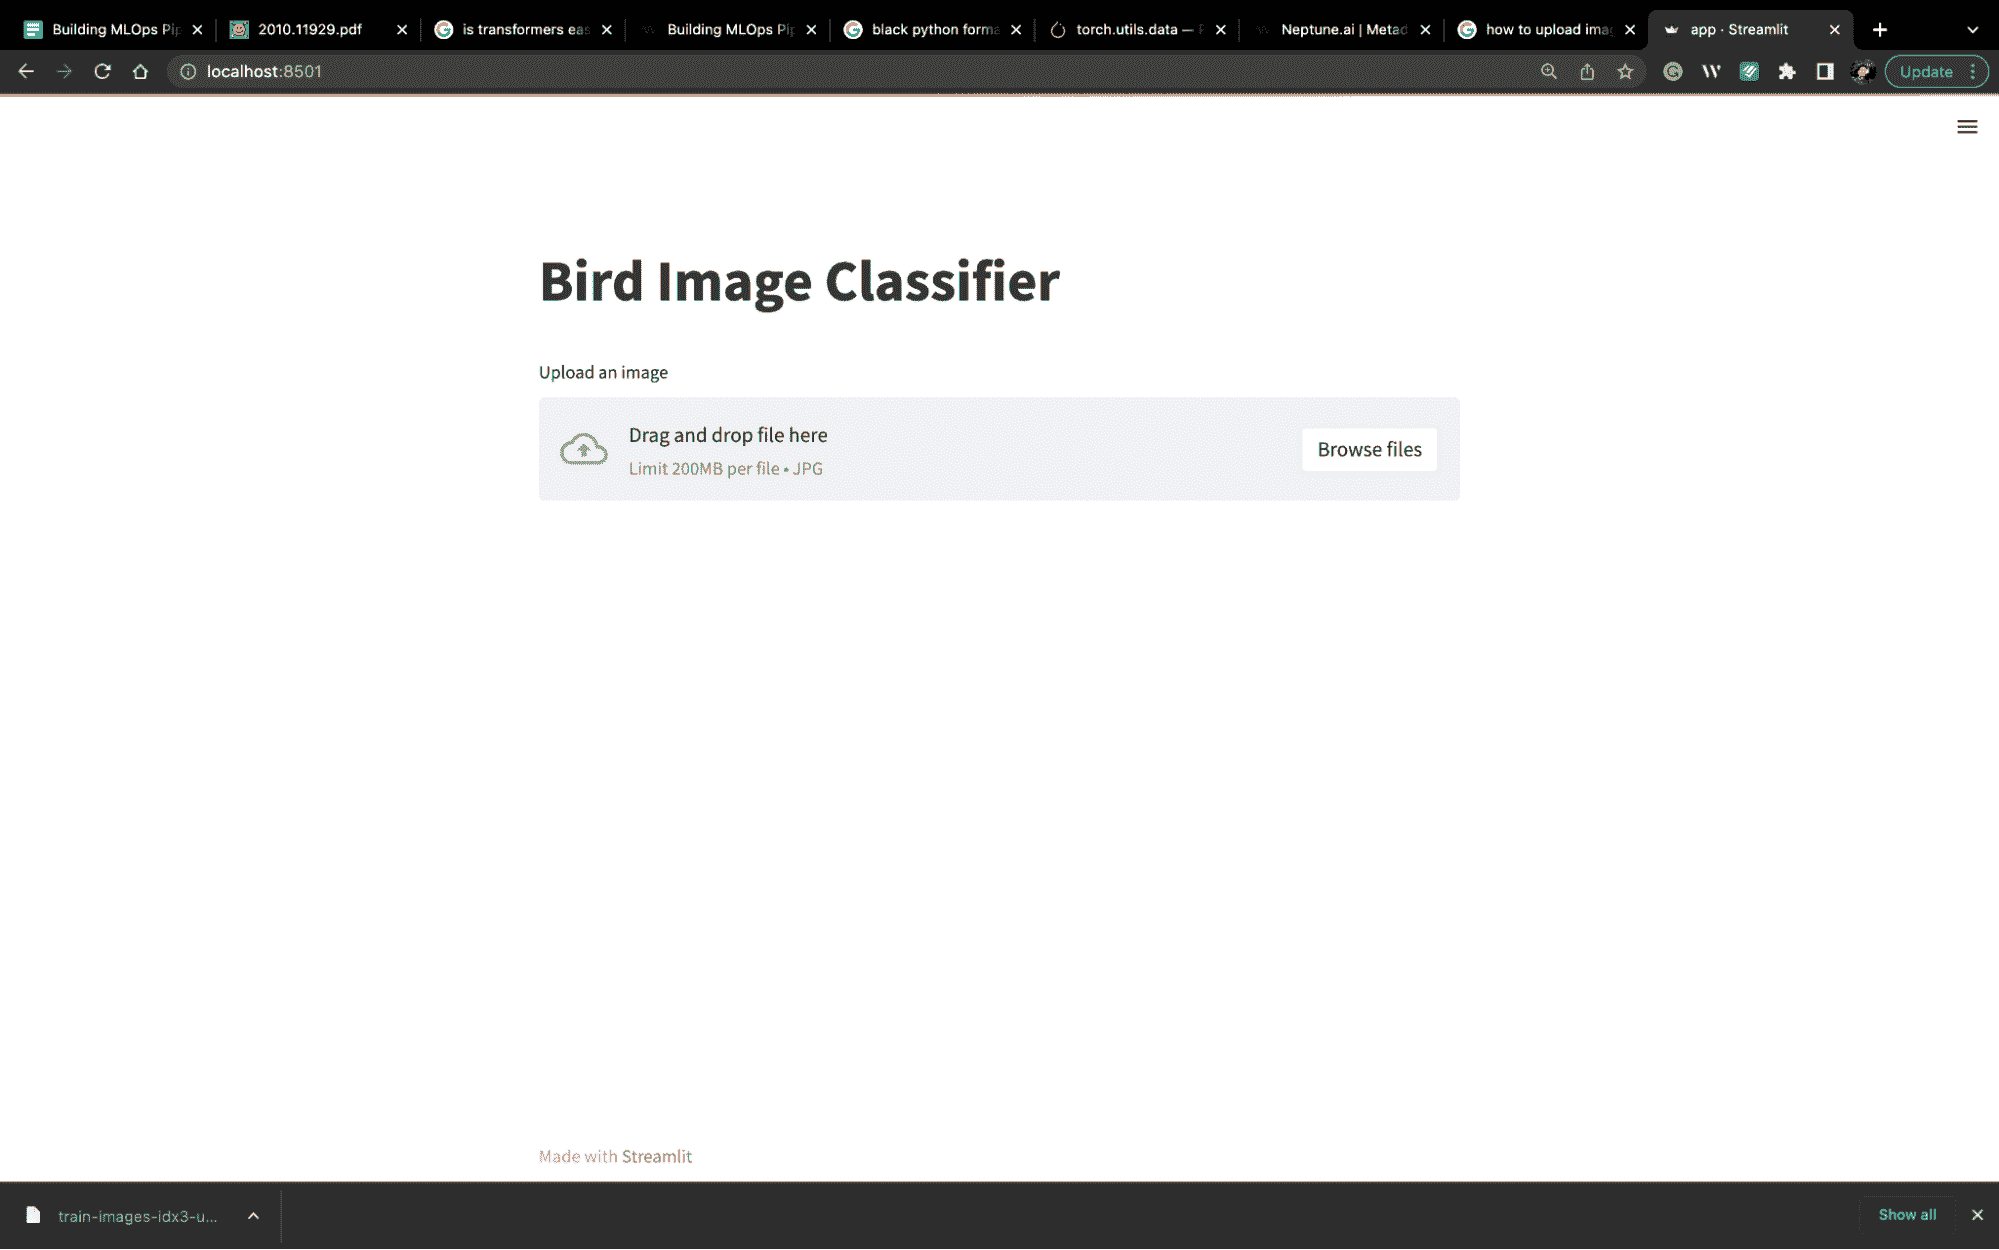 Building MLOps Pip
2010.11929.pdf
is transformers eas
Building MLOps Pip
black python forma
torch.utils.data —
Neptune.ai | Metad
how to upload imag
app · Streamlit
localhost:8501
Update
Bird Image Classifier
Upload an image
Drag and drop file here
Limit 200MB per file • JPG
Browse files
Made with Streamlit
train-images-idx3-u...
Show all